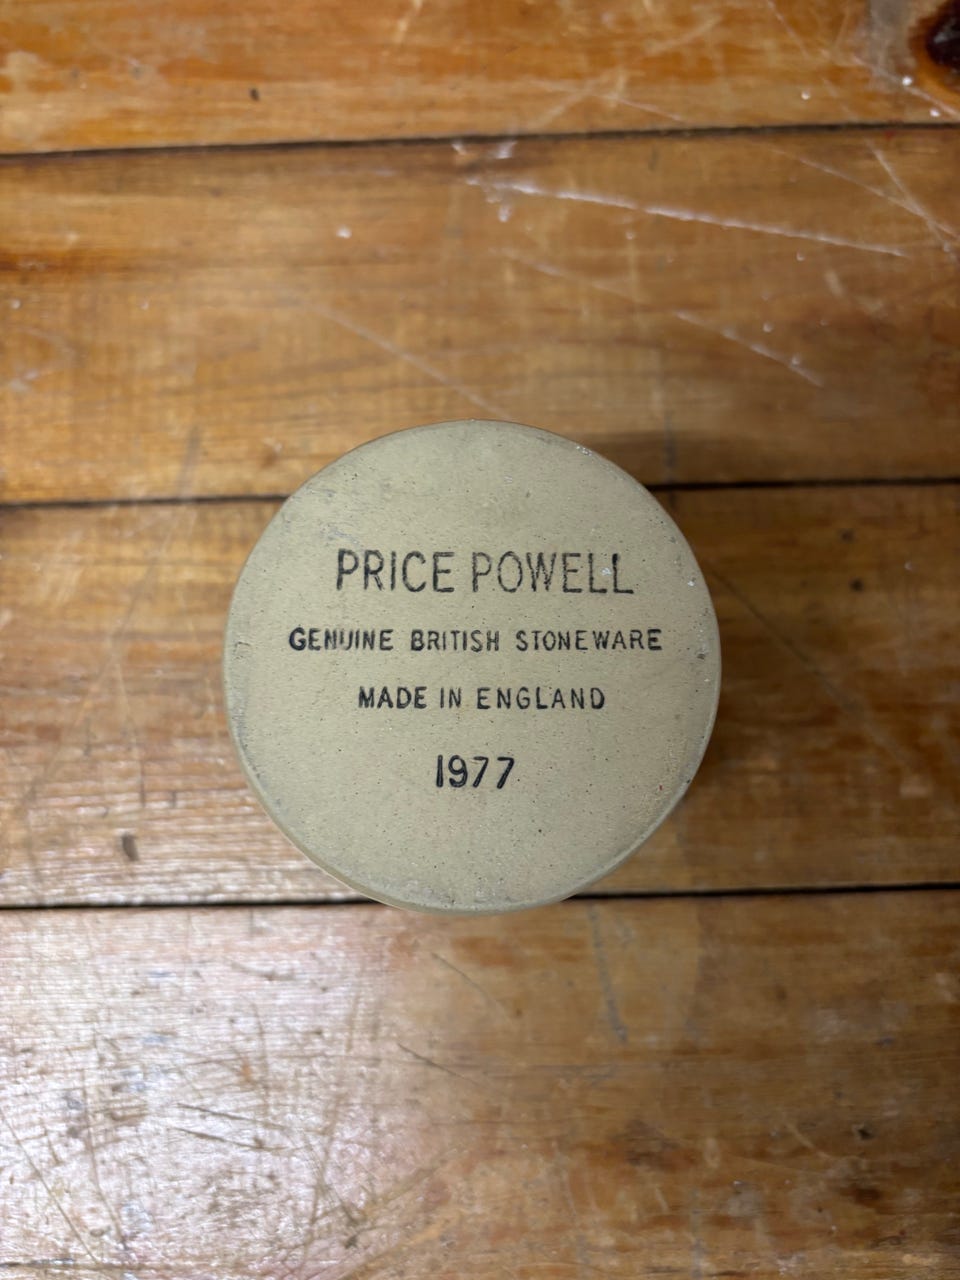 PRICE POWELL
GENUINE BRITISH STONEWARE
MADE IN ENGLAND
1977